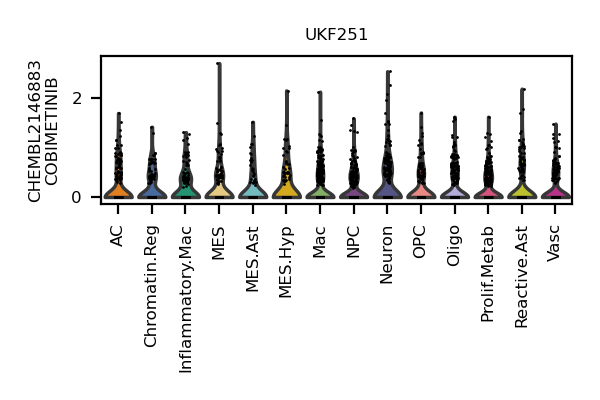 UKF251
CHEMBL2146883
COBIMETINIB
2
0
AC
Chromatin.Reg
Inflammatory.Mac
MES
MES.Ast
MES.Hyp
Mac
NPC
Neuron
OPC
Oligo
Prolif.Metab
Reactive.Ast
Vasc